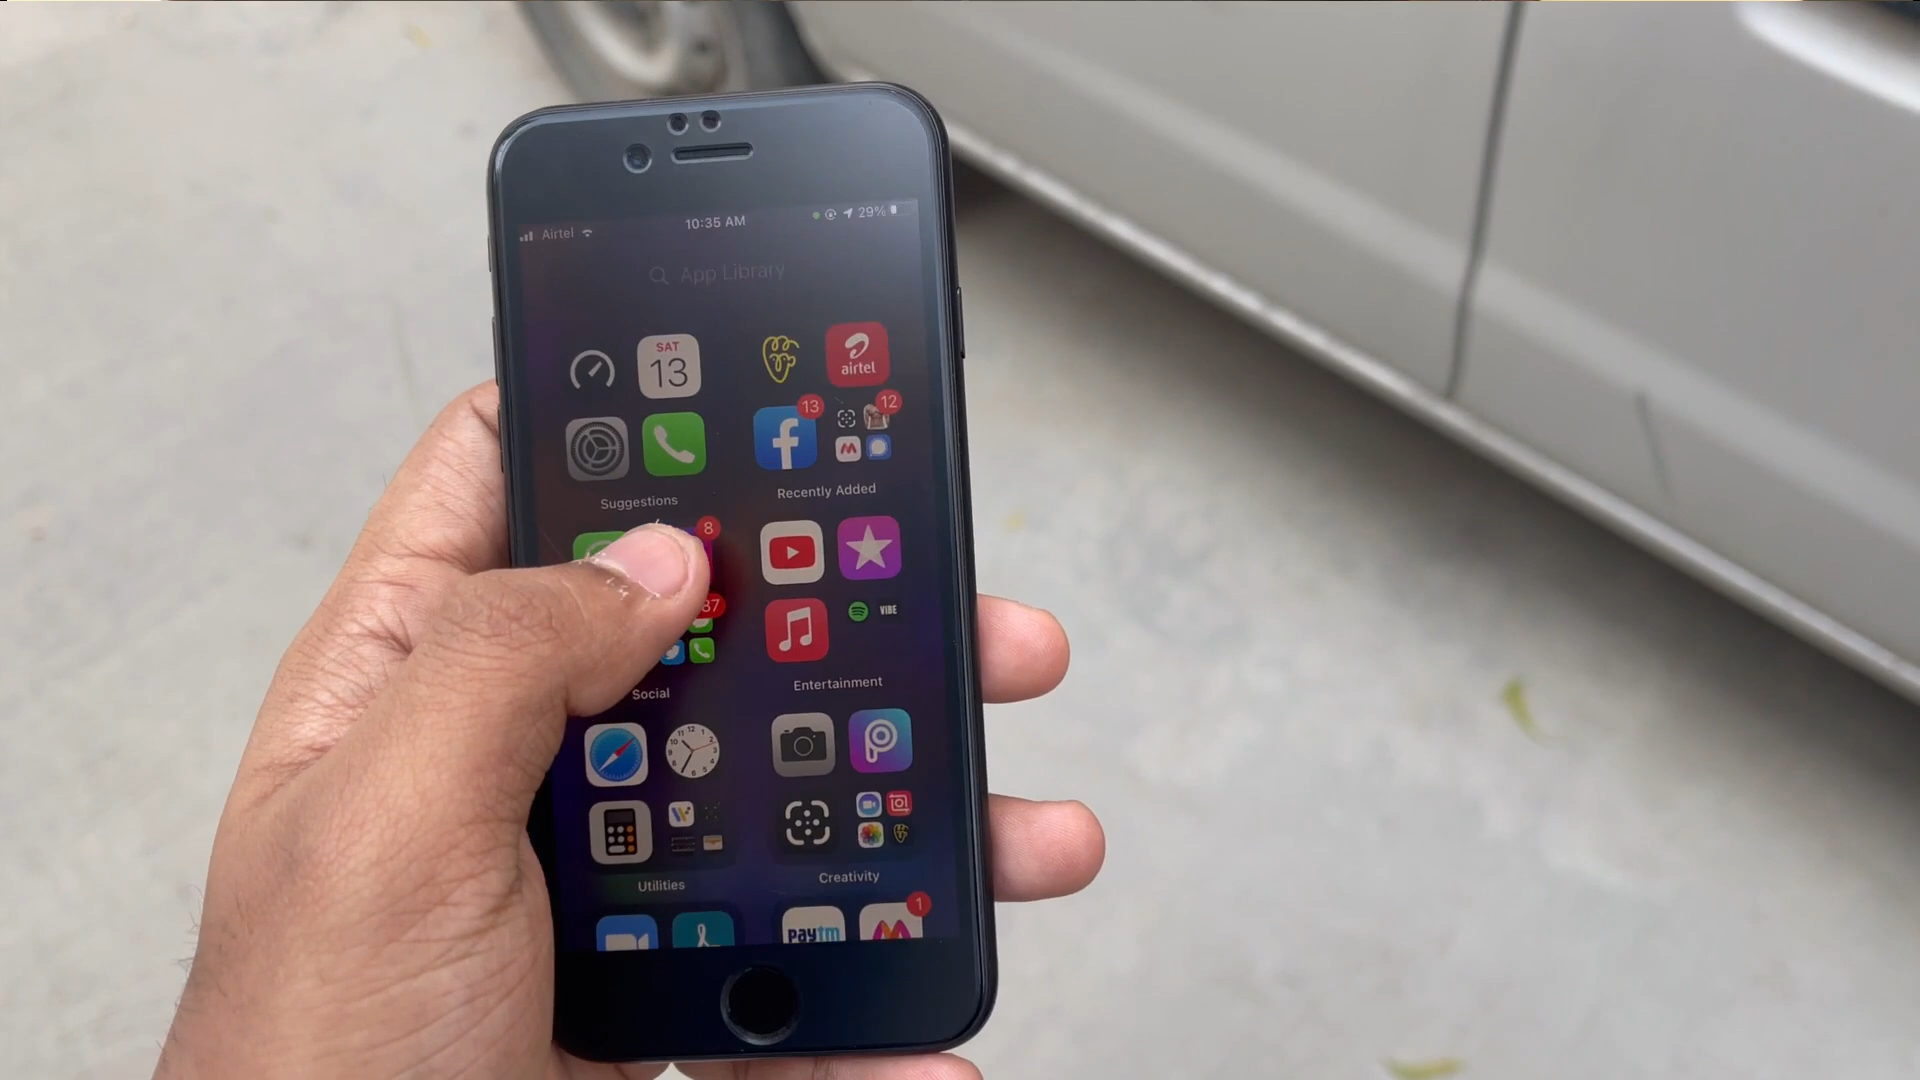 Airtel 10:35 AM 29%
App Library
SAT
13
airtel
13
12
Suggestions
Recently Added
8
37
VIBE
Social
Entertainment
Utilities
Creativity
1
paytm